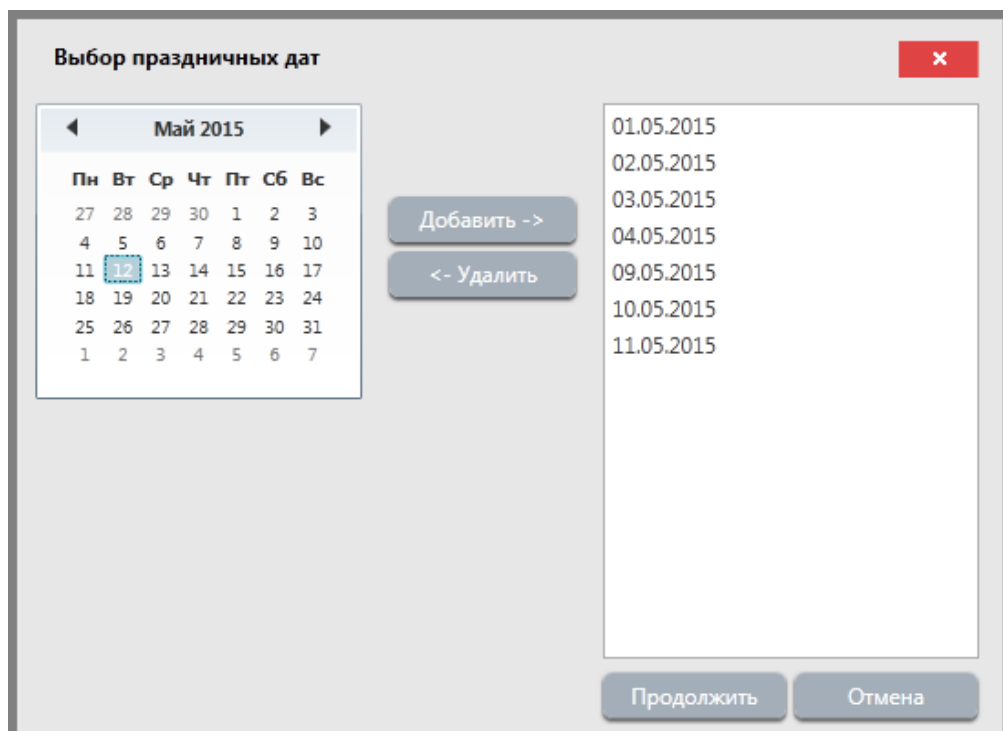 Выбор праздничных дат
Май 2015
Пн Вт Ср Чт Пт Сб Вс
27 28 29 30 1 2 3
4 5 6 7 8 9 10
11 12 13 14 15 16 17
18 19 20 21 22 23 24
25 26 27 28 29 30 31
1 2 3 4 5 6 7
Добавить ->
<- Удалить
01.05.2015
02.05.2015
03.05.2015
04.05.2015
09.05.2015
10.05.2015
11.05.2015
Продолжить Отмена